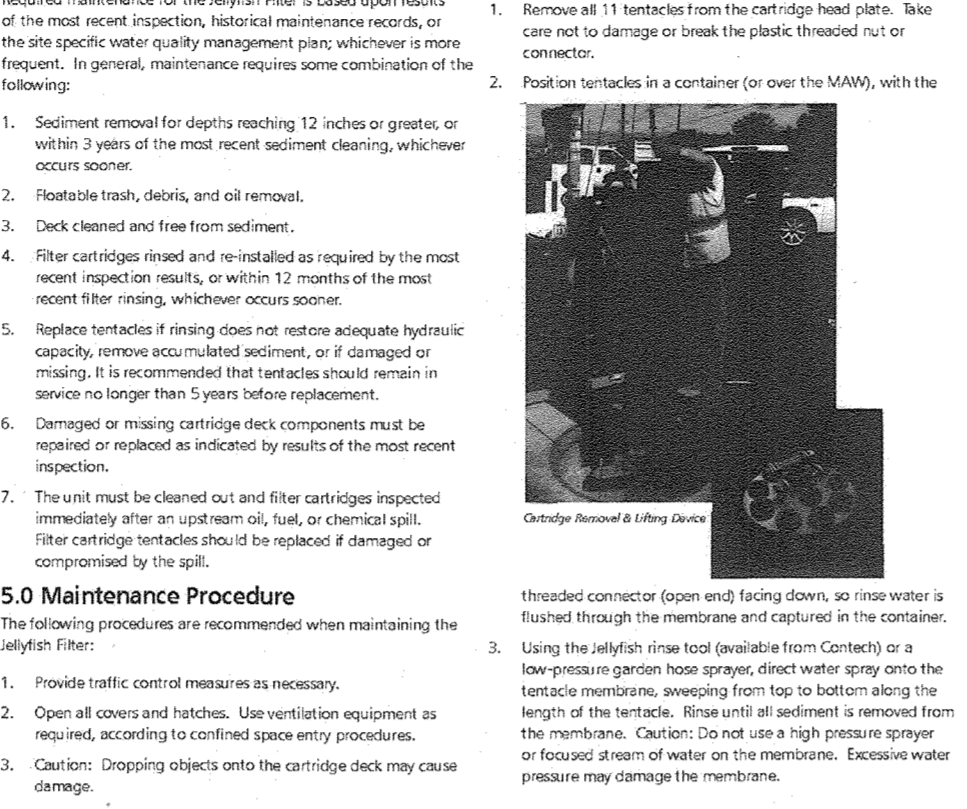 Required maintenance for the Jellyfish Filter is based upon results
of the most recent inspection, historical maintenance records, or
the site specific water quality management plan; whichever is more
frequent. In general, maintenance requires some combination of the
following:
1. Sediment removal for depths reaching 12 inches or greater, or
within 3 years of the most recent sediment cleaning, whichever
occurs sooner.
2. Floatable trash, debris, and oil removal.
3. Deck cleaned and free from sediment.
4. Filter cartridges rinsed and re-installed as required by the most
recent inspection results, or within 12 months of the most
recent filter rinsing, whichever occurs sooner.
5. Replace tentacles if rinsing does not restore adequate hydraulic
capacity, remove accumulated sediment, or if damaged or
missing. It is recommended that tentacles should remain in
service no longer than 5 years before replacement.
6. Damaged or missing cartridge deck components must be
repaired or replaced as indicated by results of the most recent
inspection.
7. The unit must be cleaned out and filter cartridges inspected
immediately after an upstream oil, fuel, or chemical spill.
Filter cartridge tentacles should be replaced if damaged or
compromised by the spill.
5.0 Maintenance Procedure
The following procedures are recommended when maintaining the
Jellyfish Filter:
1. Provide traffic control measures as necessary.
2. Open all covers and hatches. Use ventilation equipment as
required, according to confined space entry procedures.
3. Caution: Dropping objects onto the cartridge deck may cause
damage.
1. Remove all 11 tentacles from the cartridge head plate. Take
care not to damage or break the plastic threaded nut or
connector.
2. Position tentacles in a container (or over the MAW), with the
Cartridge Removal & Lifting Device
threaded connector (open end) facing down, so rinse water is
flushed through the membrane and captured in the container.
3. Using the Jellyfish rinse tool (available from Contech) or a
low-pressure garden hose sprayer, direct water spray onto the
tentacle membrane, sweeping from top to bottom along the
length of the tentacle. Rinse until all sediment is removed from
the membrane. Caution: Do not use a high pressure sprayer
or focused stream of water on the membrane. Excessive water
pressure may damage the membrane.